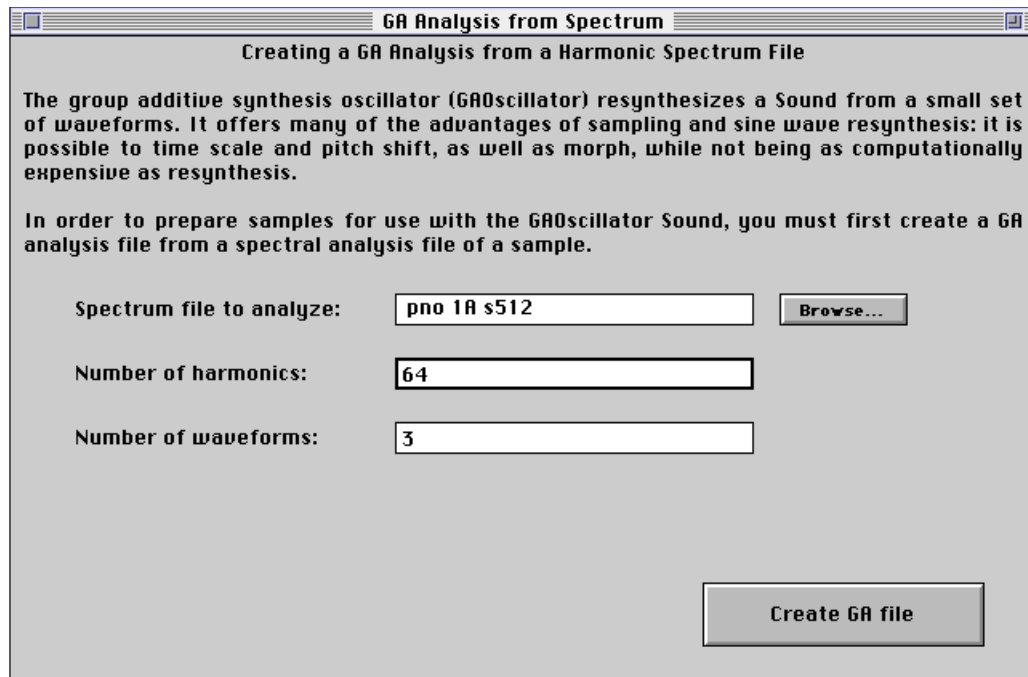 GA Analysis from Spectrum
Creating a GA Analysis from a Harmonic Spectrum File
The group additive synthesis oscillator (GAOscillator) resynthesizes a Sound from a small set
of waveforms. It offers many of the advantages of sampling and sine wave resynthesis: it is
possible to time scale and pitch shift, as well as morph, while not being as computationally
expensive as resynthesis.
In order to prepare samples for use with the GAOscillator Sound, you must first create a GA
analysis file from a spectral analysis file of a sample.
Spectrum file to analyze: pno 1A s512 Browse...
Number of harmonics: 64
Number of waveforms: 3
Create GA file